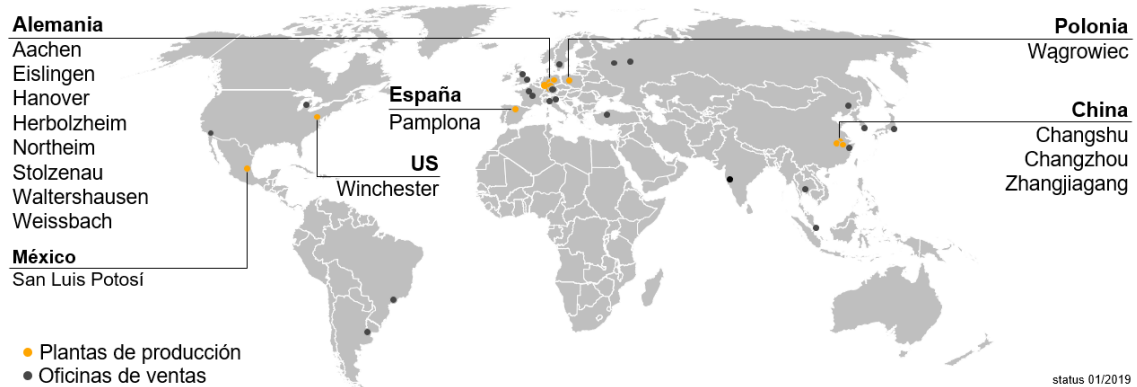 Alemania
Aachen
Eislingen
Hanover
Herbolzheim
Northeim
Stolzenau
Waltershausen
Weissbach
México
San Luis Potosí
España
Pamplona
US
Winchester
Polonia
Wągrowiec
China
Changshu
Changzhou
Zhangjiagang
Plantas de producción
Oficinas de ventas
status 01/2019